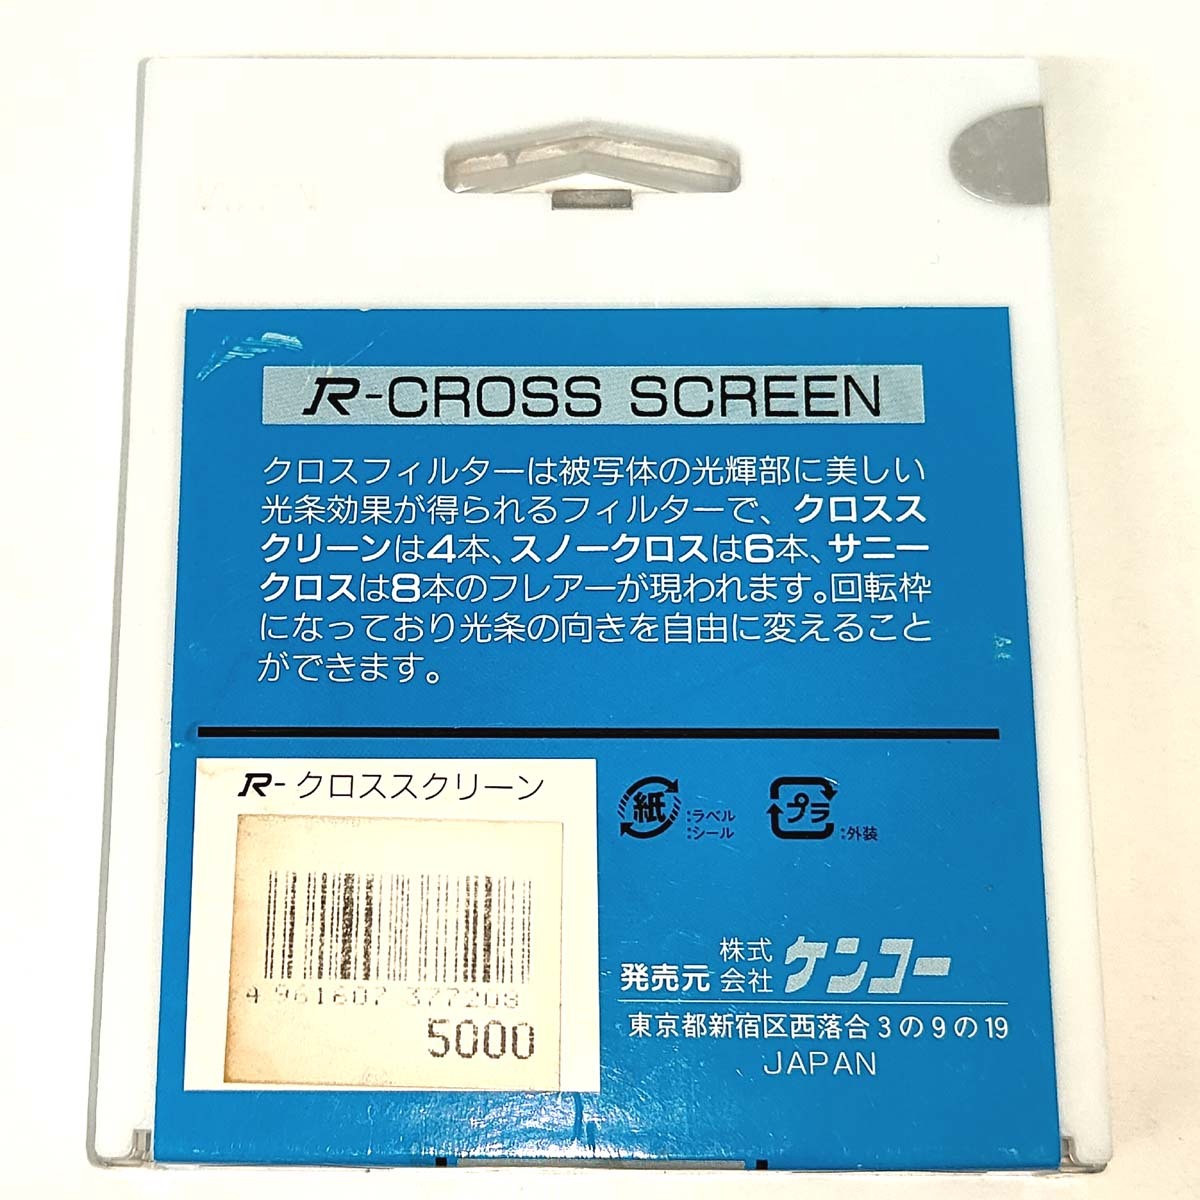 R-CROSS SCREEN
クロスフィルターは被写体の光輝部に美しい
光条効果が得られるフィルターで、クロスス
クリーンは4本、スノークロスは6本、サニー
クロスは8本のフレアーが現われます。回転枠
になっており光条の向きを自由に変えること
ができます。
R-クロススクリーン
4 961607 377208
5000
紙 :ラベル
:シール
プラ :外装
発売元 株式会社 ケンコー
東京都新宿区西落合3の9の19
JAPAN